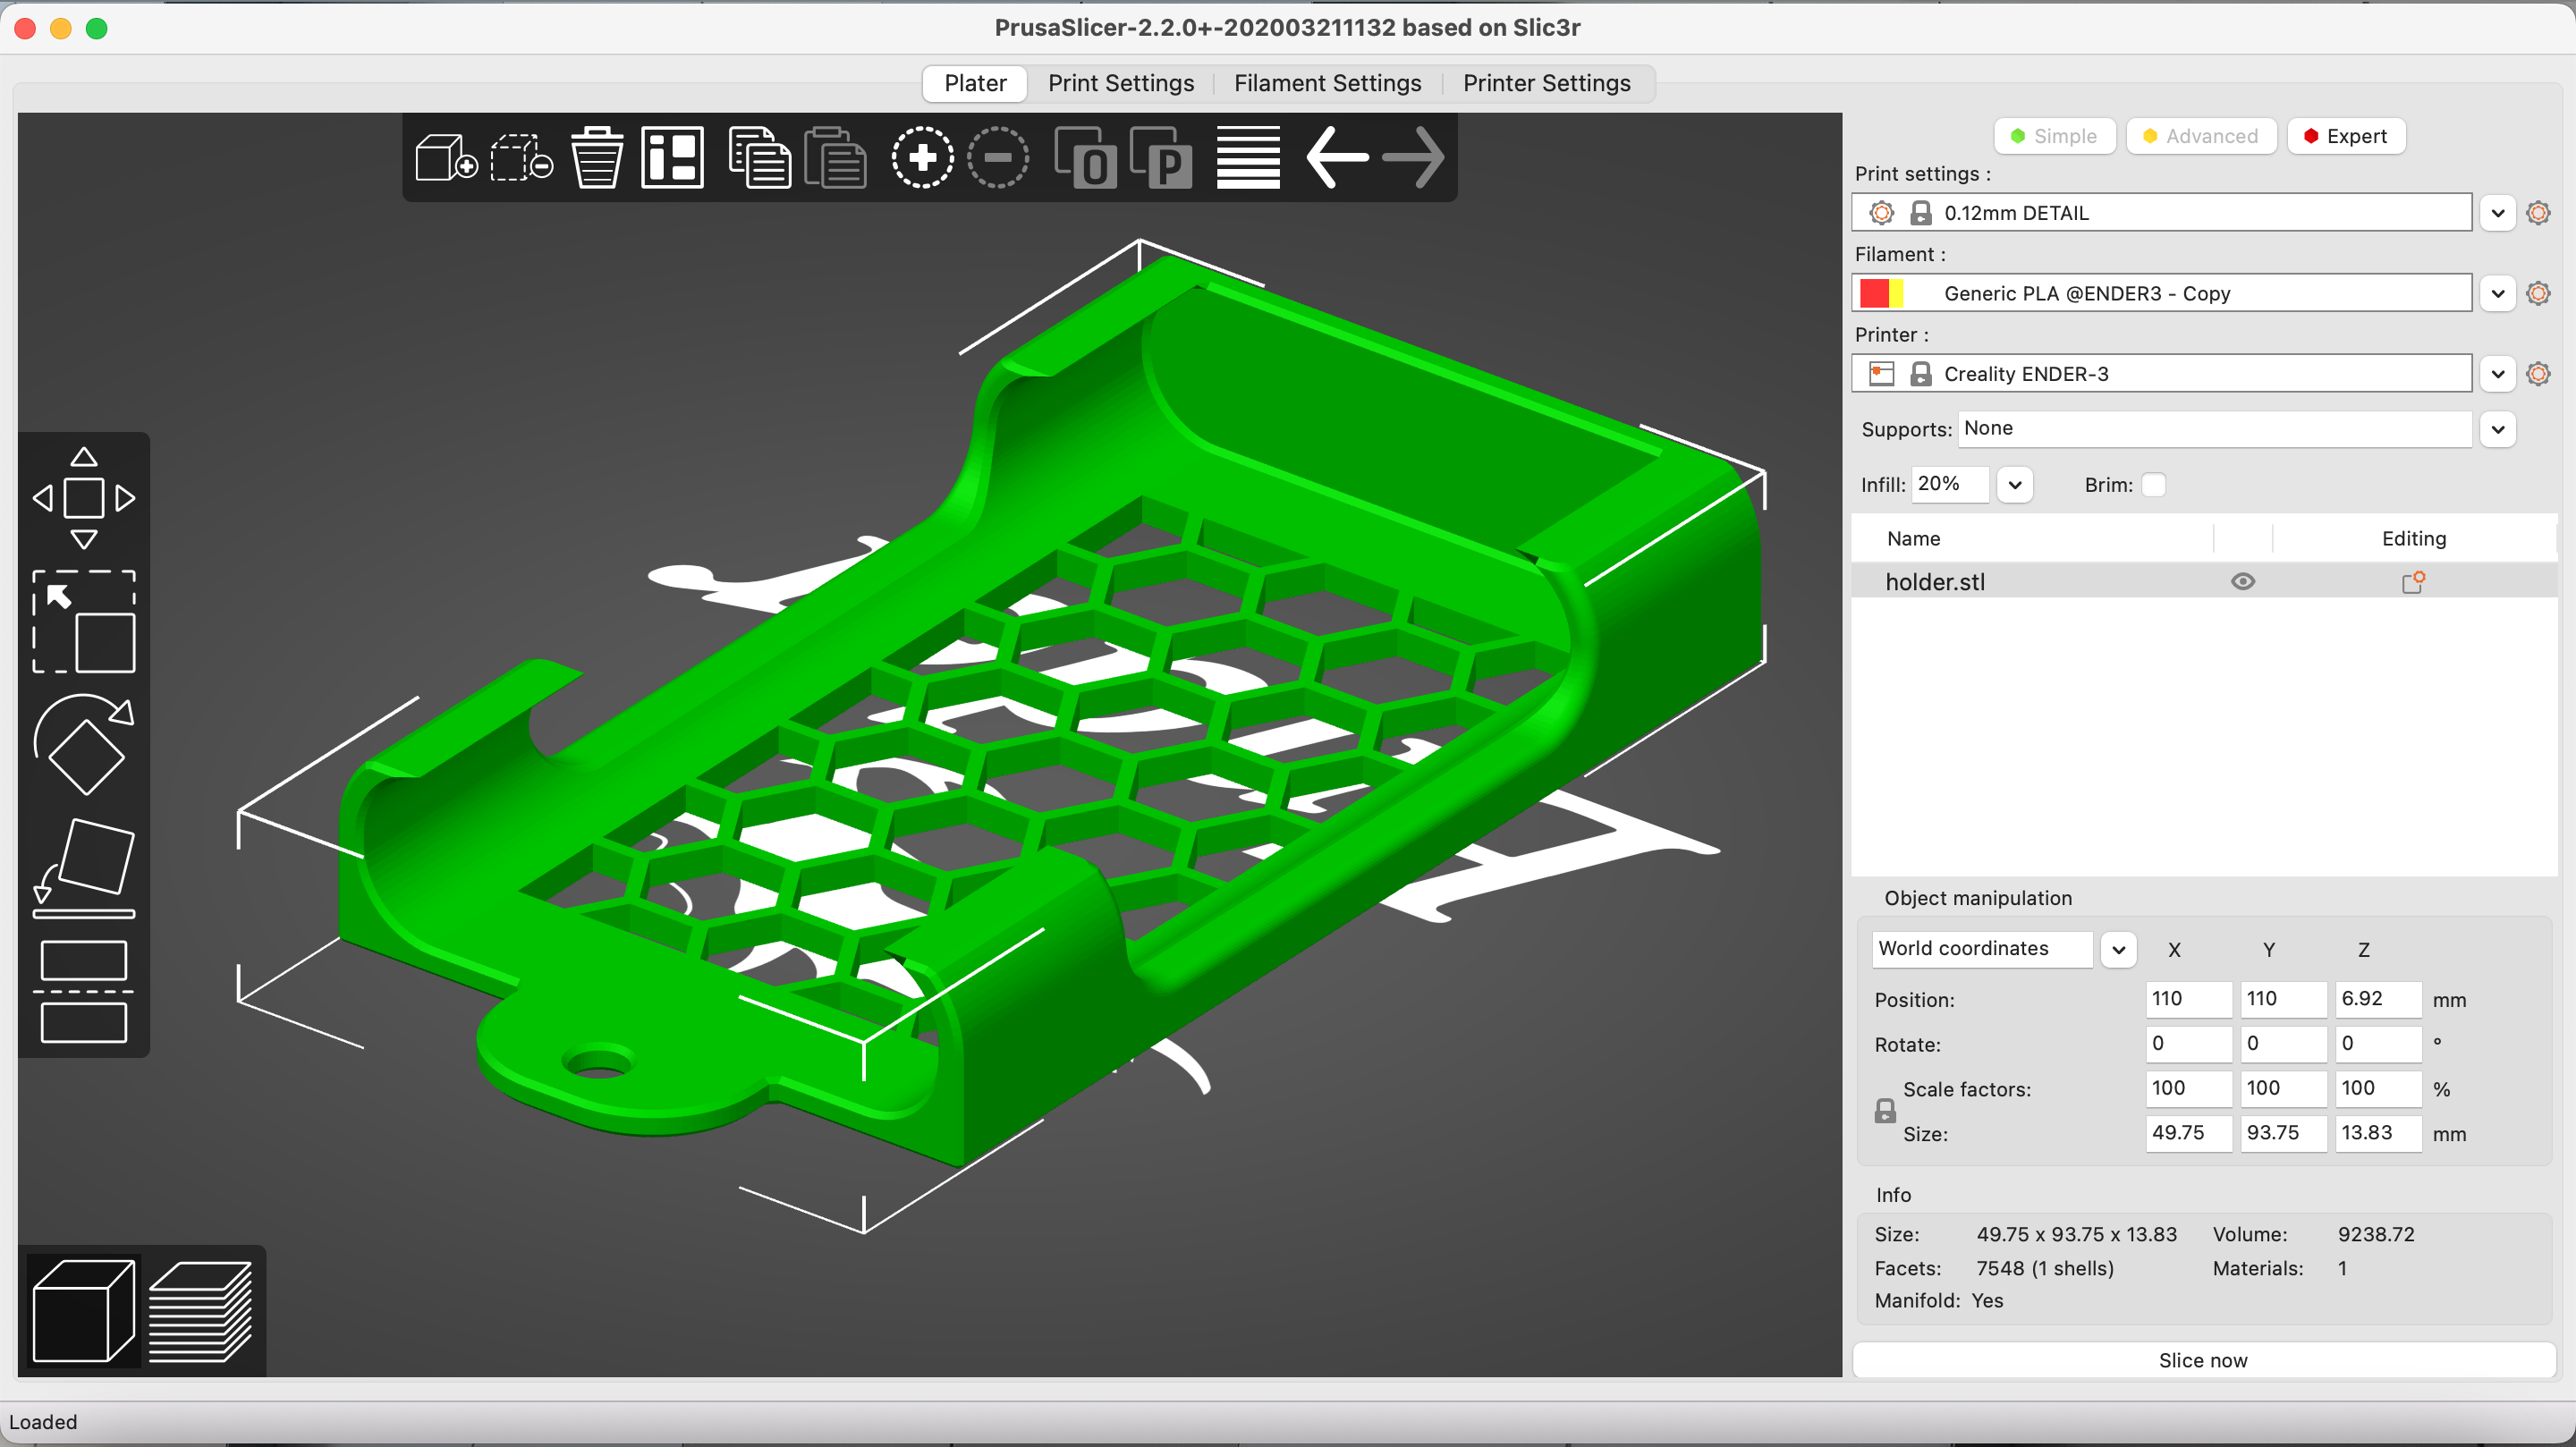 PrusaSlicer-2.2.0+-202003211132 based on Slic3r
Plater Print Settings Filament Settings Printer Settings
O P
Simple Advanced Expert
Print settings :
0.12mm DETAIL
Filament :
Generic PLA @ENDER3 - Copy
Printer :
Creality ENDER-3
Supports: None
Infill: 20% Brim:
Name Editing
holder.stl
Object manipulation
World coordinates X Y Z
Position: 110 110 6.92 mm
Rotate: 0 0 0 °
Scale factors: 100 100 100 %
Size: 49.75 93.75 13.83 mm
Info
Size: 49.75 x 93.75 x 13.83 Volume: 9238.72
Facets: 7548 (1 shells) Materials: 1
Manifold: Yes
Slice now
Loaded